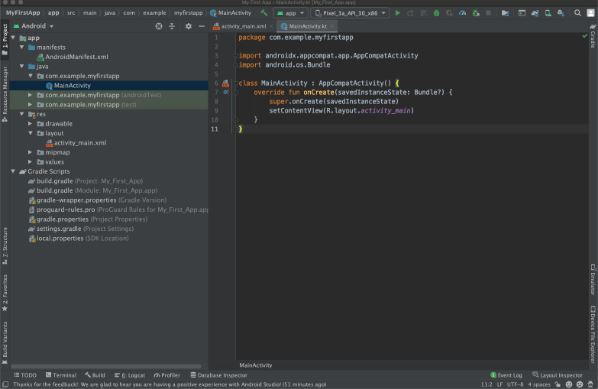 My First App – MainActivity.kt [My_First_App.app]
MyFirstApp app src main java com example myfirstapp MainActivity app Pixel_3a_API_30_x86
Android activity_main.xml MainActivity.kt
app
manifests
AndroidManifest.xml
java
com.example.myfirstapp
MainActivity
com.example.myfirstapp (androidTest)
com.example.myfirstapp (test)
res
drawable
layout
activity_main.xml
mipmap
values
Gradle Scripts
build.gradle (Project: My_First_App)
build.gradle (Module: My_First_App.app)
gradle-wrapper.properties (Gradle Version)
proguard-rules.pro (ProGuard Rules for My_First_App.app
gradle.properties (Project Properties)
settings.gradle (Project Settings)
local.properties (SDK Location)
1 package com.example.myfirstapp
2
3 import androidx.appcompat.app.AppCompatActivity
4 import android.os.Bundle
5
6 class MainActivity : AppCompatActivity() {
7 override fun onCreate(savedInstanceState: Bundle?) {
8 super.onCreate(savedInstanceState)
9 setContentView(R.layout.activity_main)
10 }
11 }
1: Project
Resource Manager
Z: Structure
2: Favorites
Build Variants
Gradle
Emulator
Device File Explorer
MainActivity
TODO Terminal Build 6: Logcat Profiler Database Inspector Event Log Layout Inspector
Thanks for the feedback! We are glad to hear you are having a positive experience with Android Studio! (51 minutes ago) 11:2 LF UTF-8 4 spaces